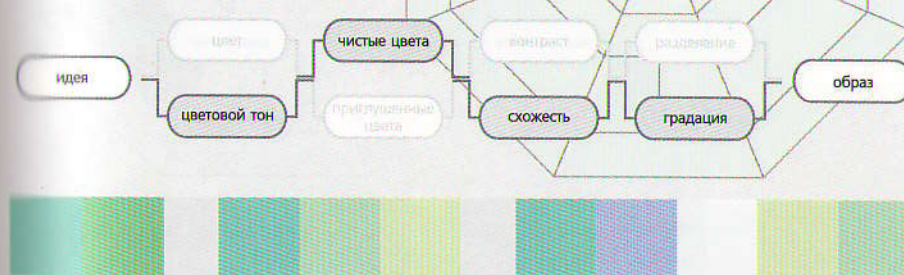 цвет
чистые цвета
контраст
разделение
идея
образ
цветовой тон
приглушенные
цвета
схожесть
градация